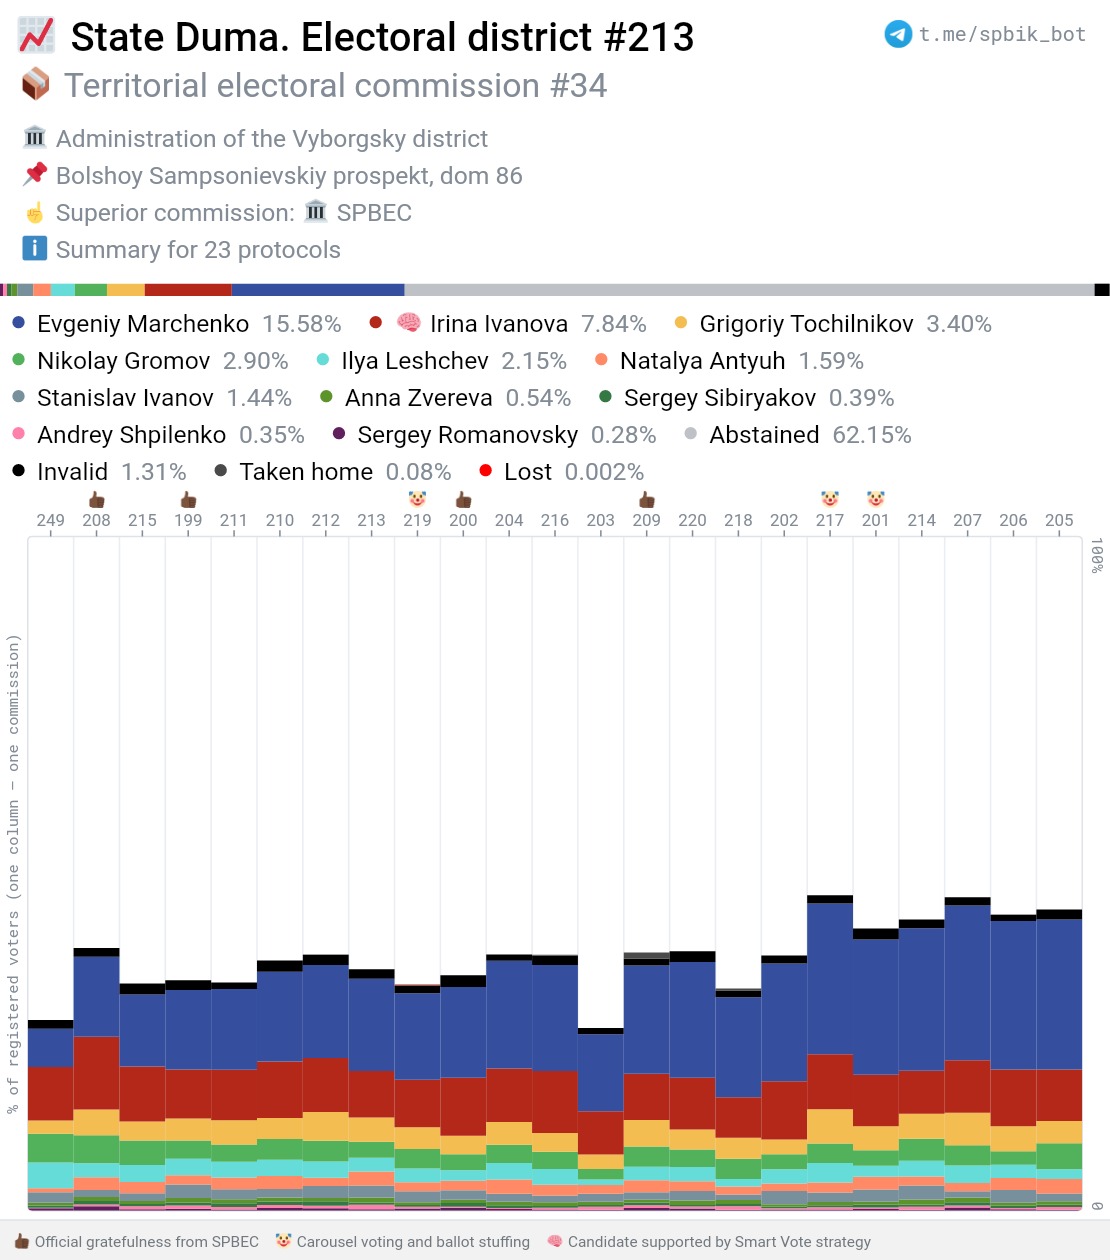 State Duma. Electoral district #213
t.me/spbik_bot
Territorial electoral commission #34
Administration of the Vyborgsky district
Bolshoy Sampsonievskiy prospekt, dom 86
Superior commission: SPBEC
Summary for 23 protocols
Evgeniy Marchenko 15.58% Irina Ivanova 7.84% Grigoriy Tochilnikov 3.40%
Nikolay Gromov 2.90% Ilya Leshchev 2.15% Natalya Antyuh 1.59%
Stanislav Ivanov 1.44% Anna Zvereva 0.54% Sergey Sibiryakov 0.39%
Andrey Shpilenko 0.35% Sergey Romanovsky 0.28% Abstained 62.15%
Invalid 1.31% Taken home 0.08% Lost 0.002%
249 208 215 199 211 210 212 213 219 200 204 216 203 209 220 218 202 217 201 214 207 206 205
100%
% of registered voters (one column – one commission)
0
Official gratefulness from SPBEC Carousel voting and ballot stuffing Candidate supported by Smart Vote strategy